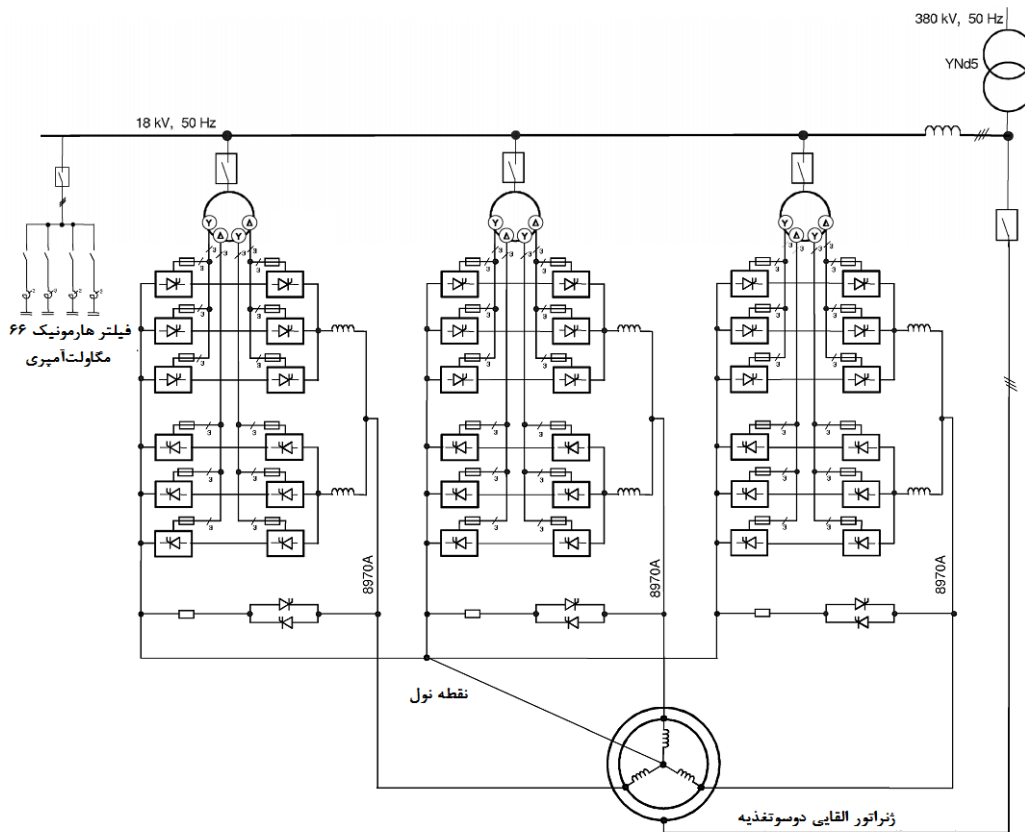 380 kV, 50 Hz
YNd5
18 kV, 50 Hz
Y Δ Y Δ
Y Δ Y Δ
Y Δ Y Δ
فیلتر هارمونیک ۶۶
مگاولت‌آمپری
8970A
8970A
8970A
نقطه نول
ژنراتور القایی دوسوتغذیه